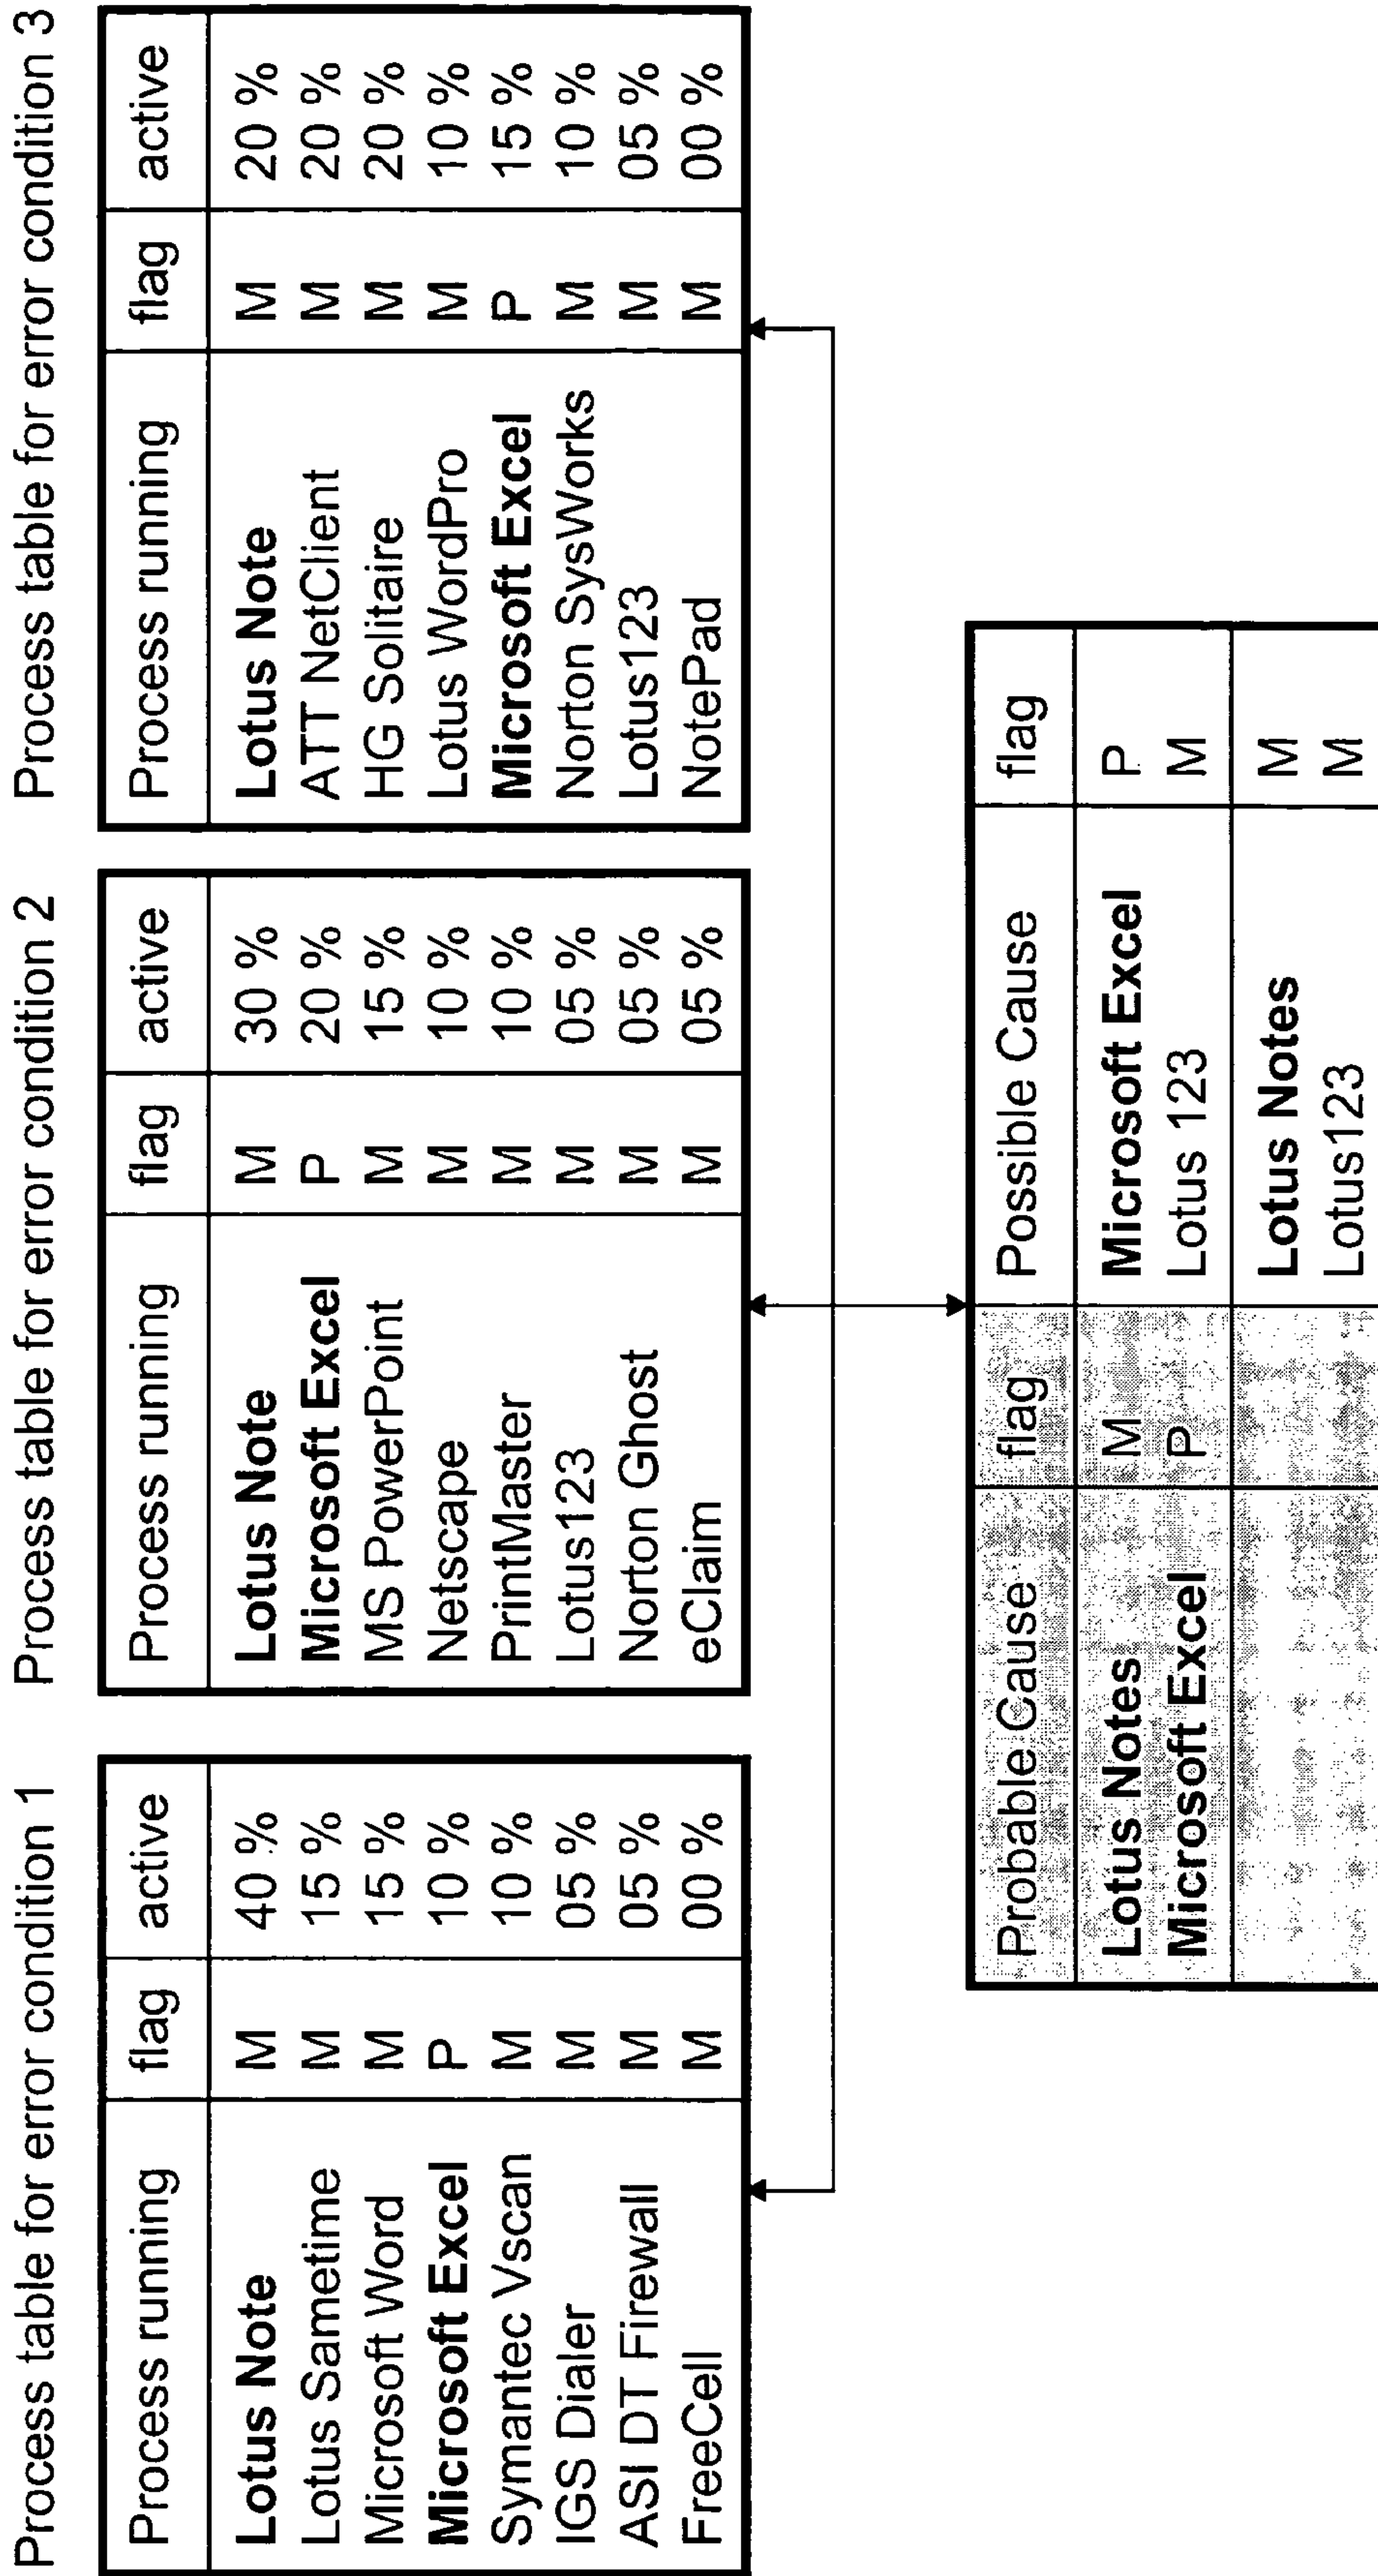 Process table for error condition 1
Process running flag active
Lotus Note M 40 %
Lotus Sametime M 15 %
Microsoft Word M 15 %
Microsoft Excel P 10 %
Symantec Vscan M 10 %
IGS Dialer M 05 %
ASI DT Firewall M 05 %
FreeCell M 00 %
Process table for error condition 2
Process running flag active
Lotus Note M 30 %
Microsoft Excel P 20 %
MS PowerPoint M 15 %
Netscape M 10 %
PrintMaster M 10 %
Lotus123 M 05 %
Norton Ghost M 05 %
eClaim M 05 %
Process table for error condition 3
Process running flag active
Lotus Note M 20 %
ATT NetClient M 20 %
HG Solitaire M 20 %
Lotus WordPro M 10 %
Microsoft Excel P 15 %
Norton SysWorks M 10 %
Lotus123 M 05 %
NotePad M 00 %
Probable Cause flag Possible Cause flag
Lotus Notes M Microsoft Excel P
Microsoft Excel P Lotus 123 M
Lotus Notes M
Lotus123 M